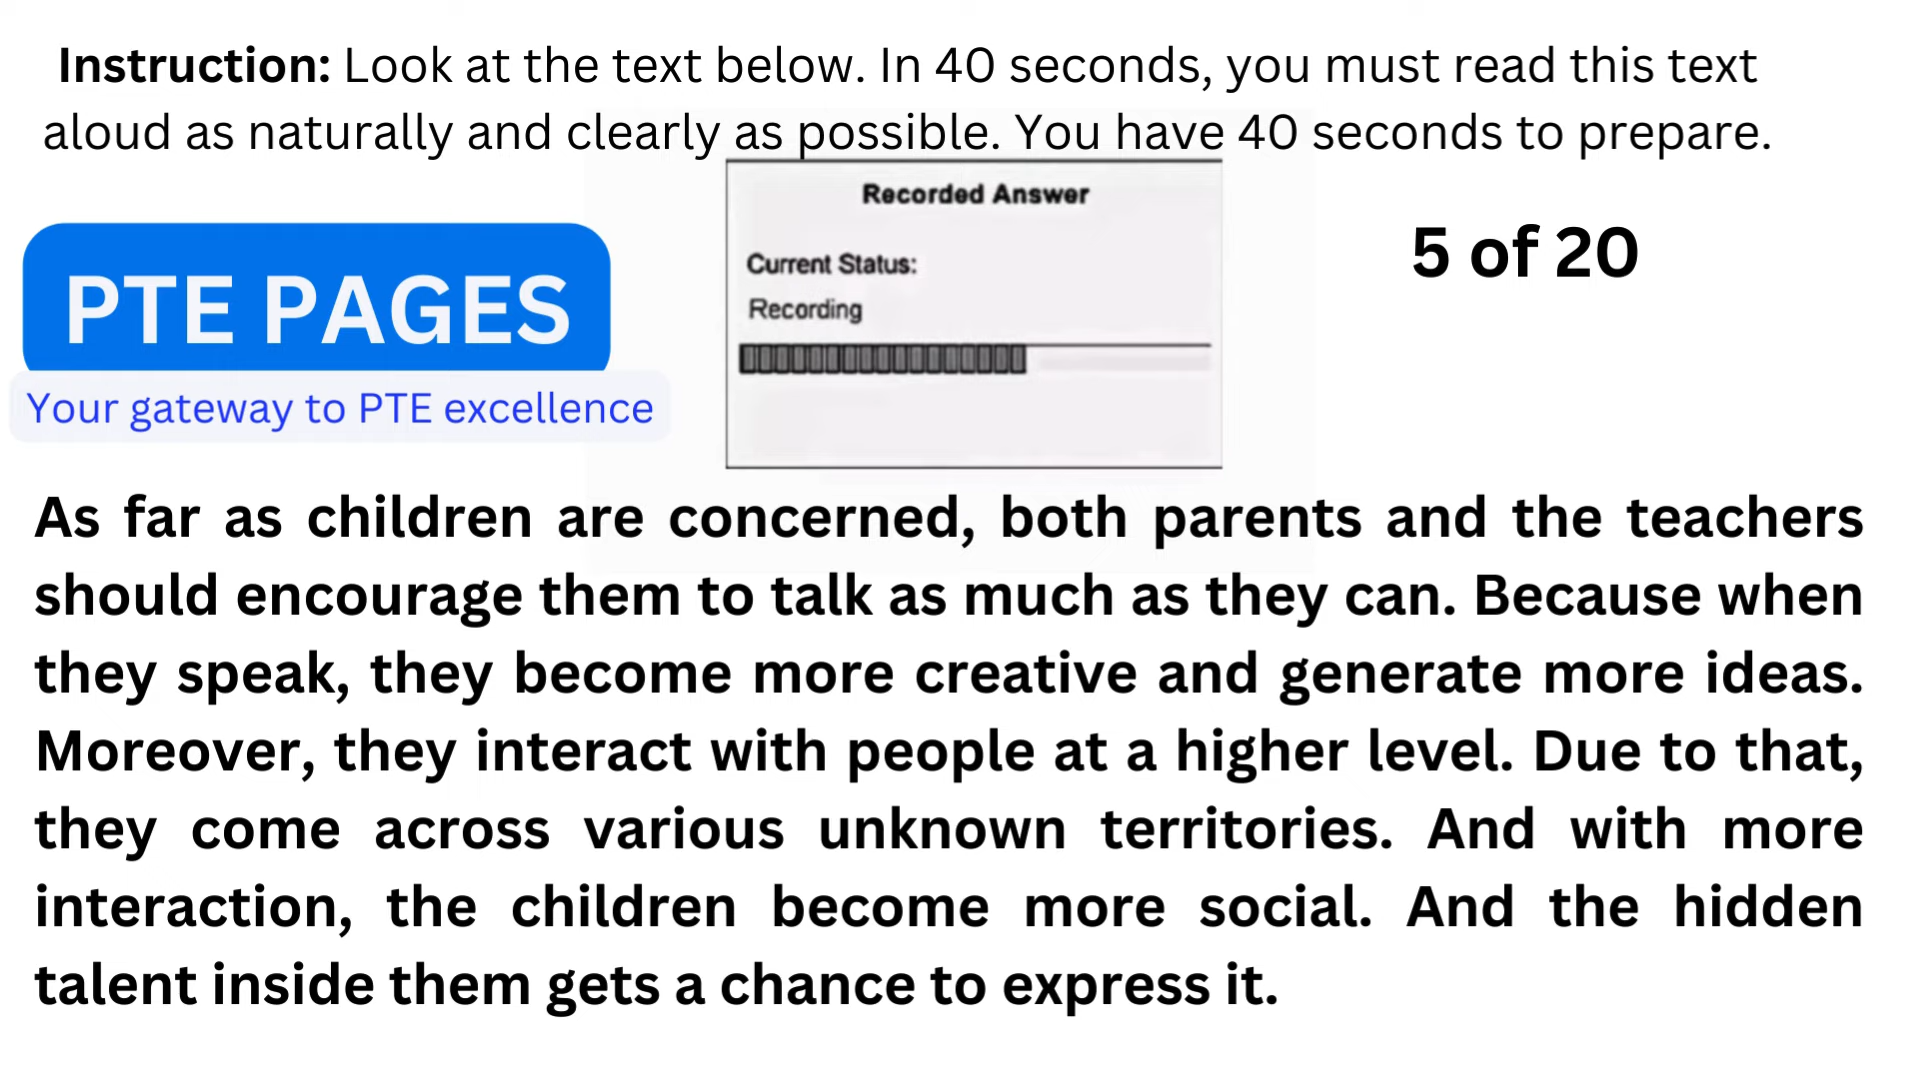 Instruction: Look at the text below. In 40 seconds, you must read this text
aloud as naturally and clearly as possible. You have 40 seconds to prepare.
Recorded Answer
Current Status:
Recording
5 of 20
PTE PAGES
Your gateway to PTE excellence
As far as children are concerned, both parents and the teachers
should encourage them to talk as much as they can. Because when
they speak, they become more creative and generate more ideas.
Moreover, they interact with people at a higher level. Due to that,
they come across various unknown territories. And with more
interaction, the children become more social. And the hidden
talent inside them gets a chance to express it.